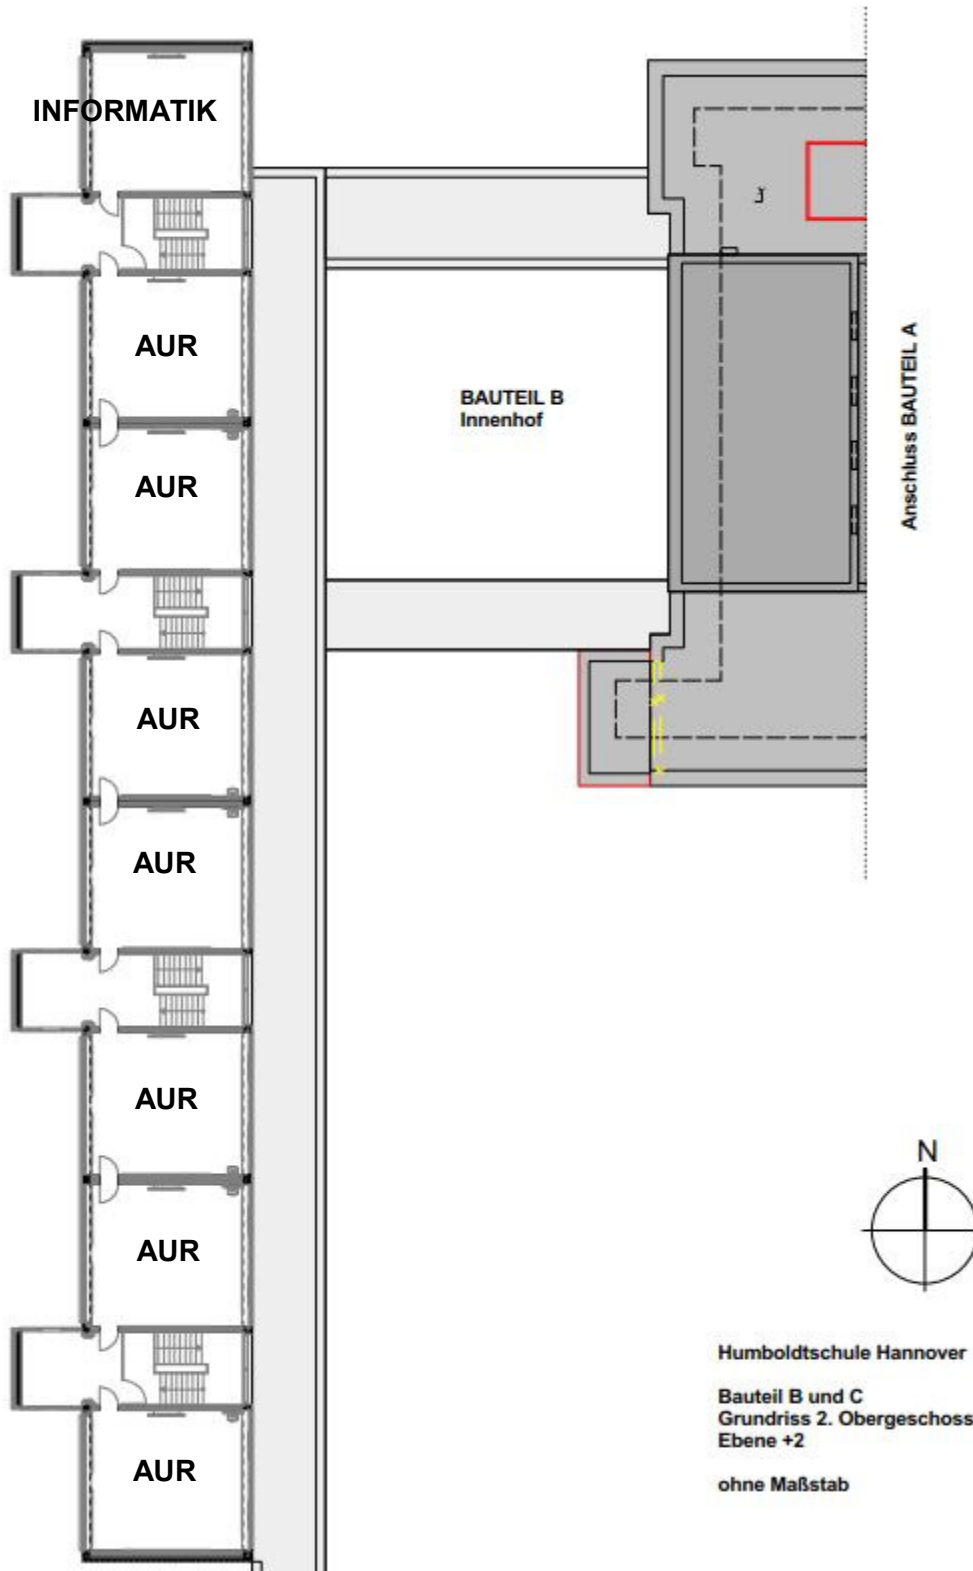 INFORMATIK
AUR
AUR
BAUTEIL B
Innenhof
Anschluss BAUTEIL A
AUR
AUR
AUR
AUR
AUR
N
Humboldtschule Hannover
Bauteil B und C
Grundriss 2. Obergeschoss
Ebene +2
ohne Maßstab